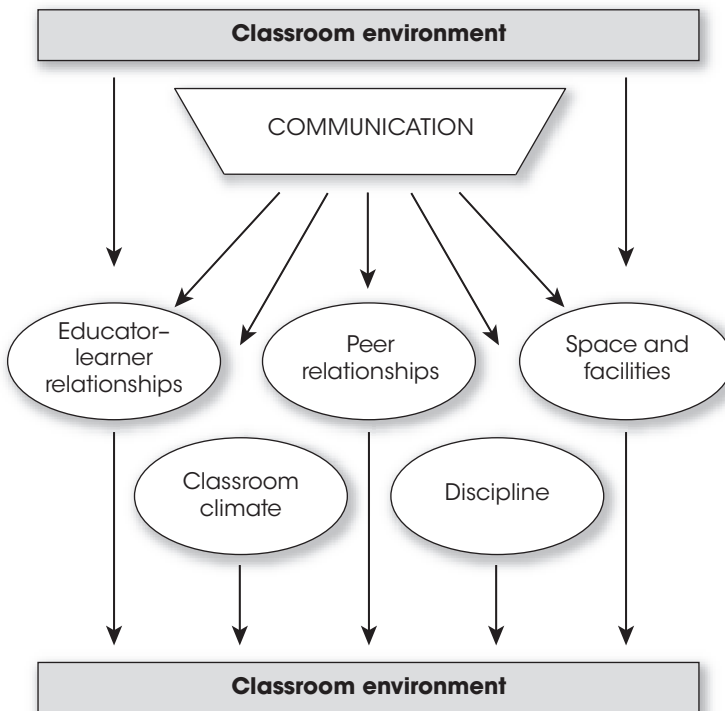 Classroom environment
COMMUNICATION
Educator–
learner
relationships
Peer
relationships
Space and
facilities
Classroom
climate
Discipline
Classroom environment